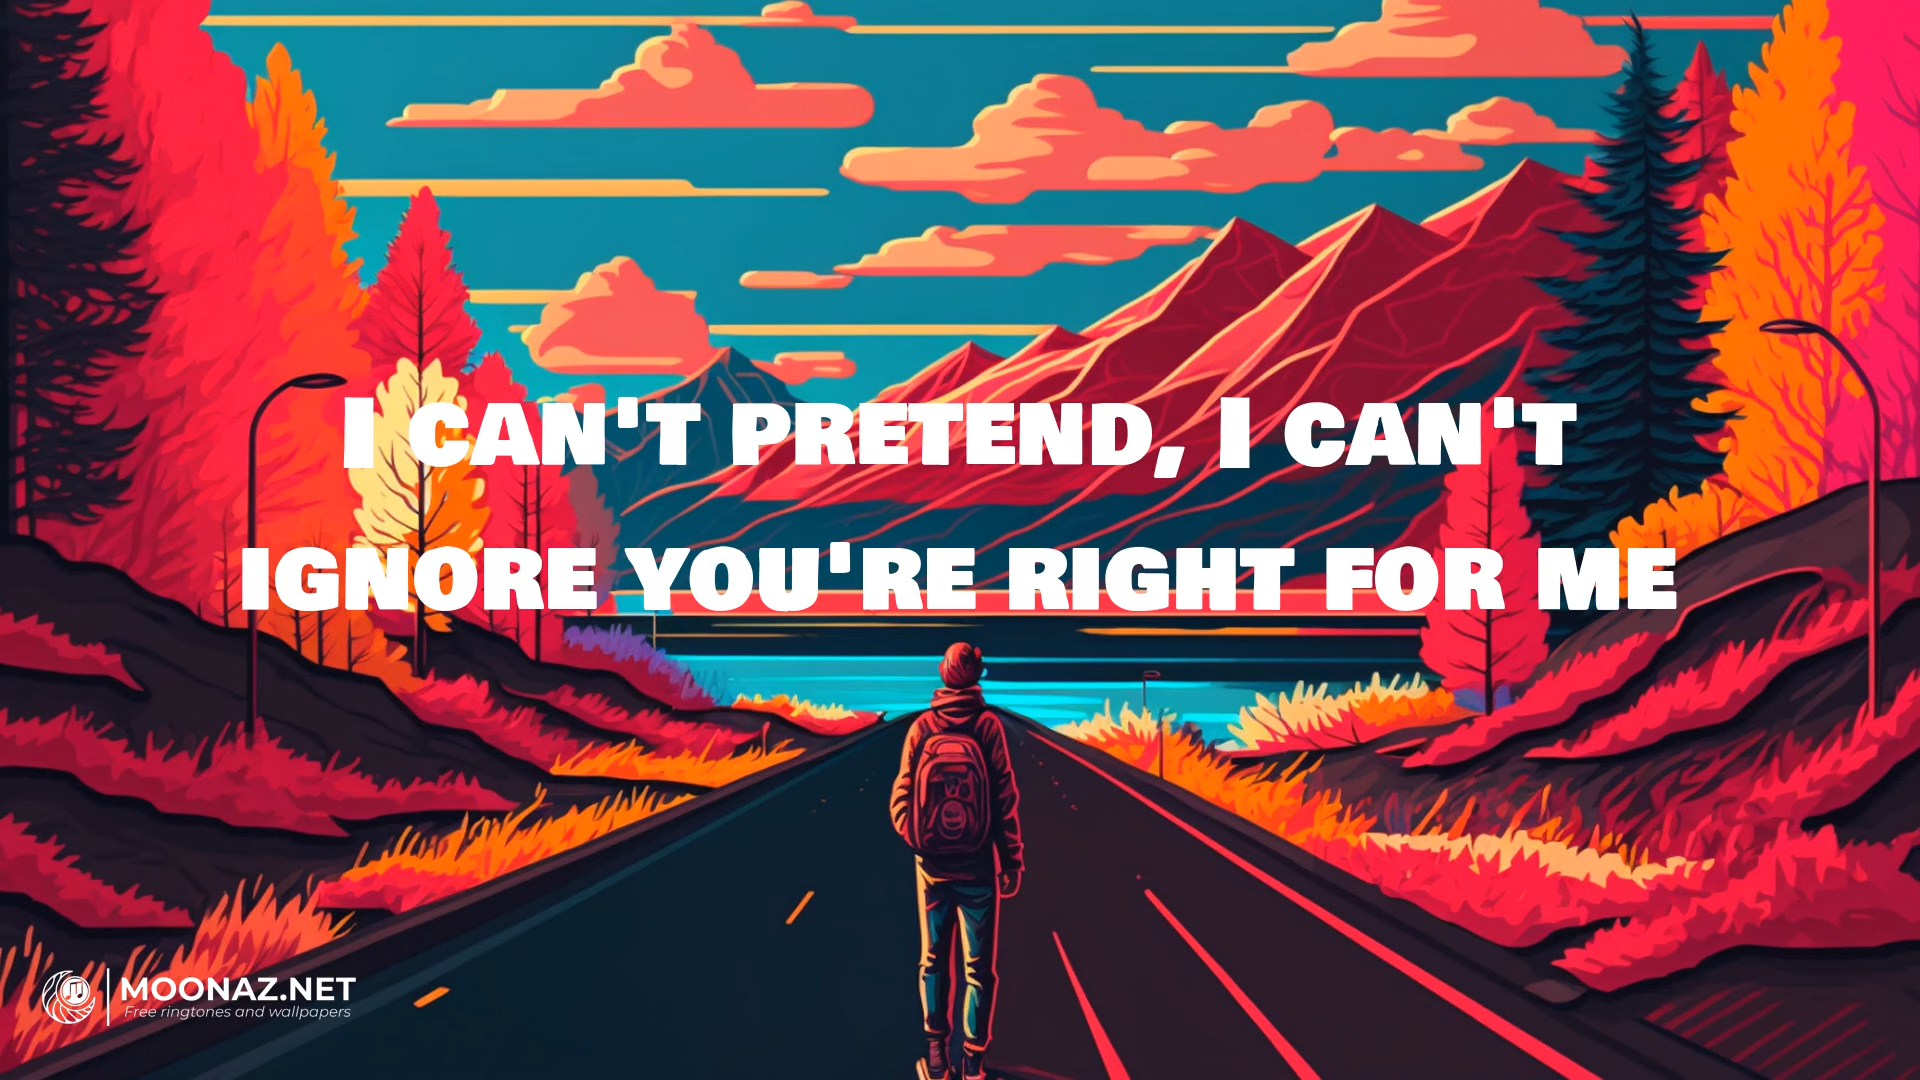 I can't pretend, I can't
ignore you're right for me
MOONAZ.NET
Free ringtones and wallpapers